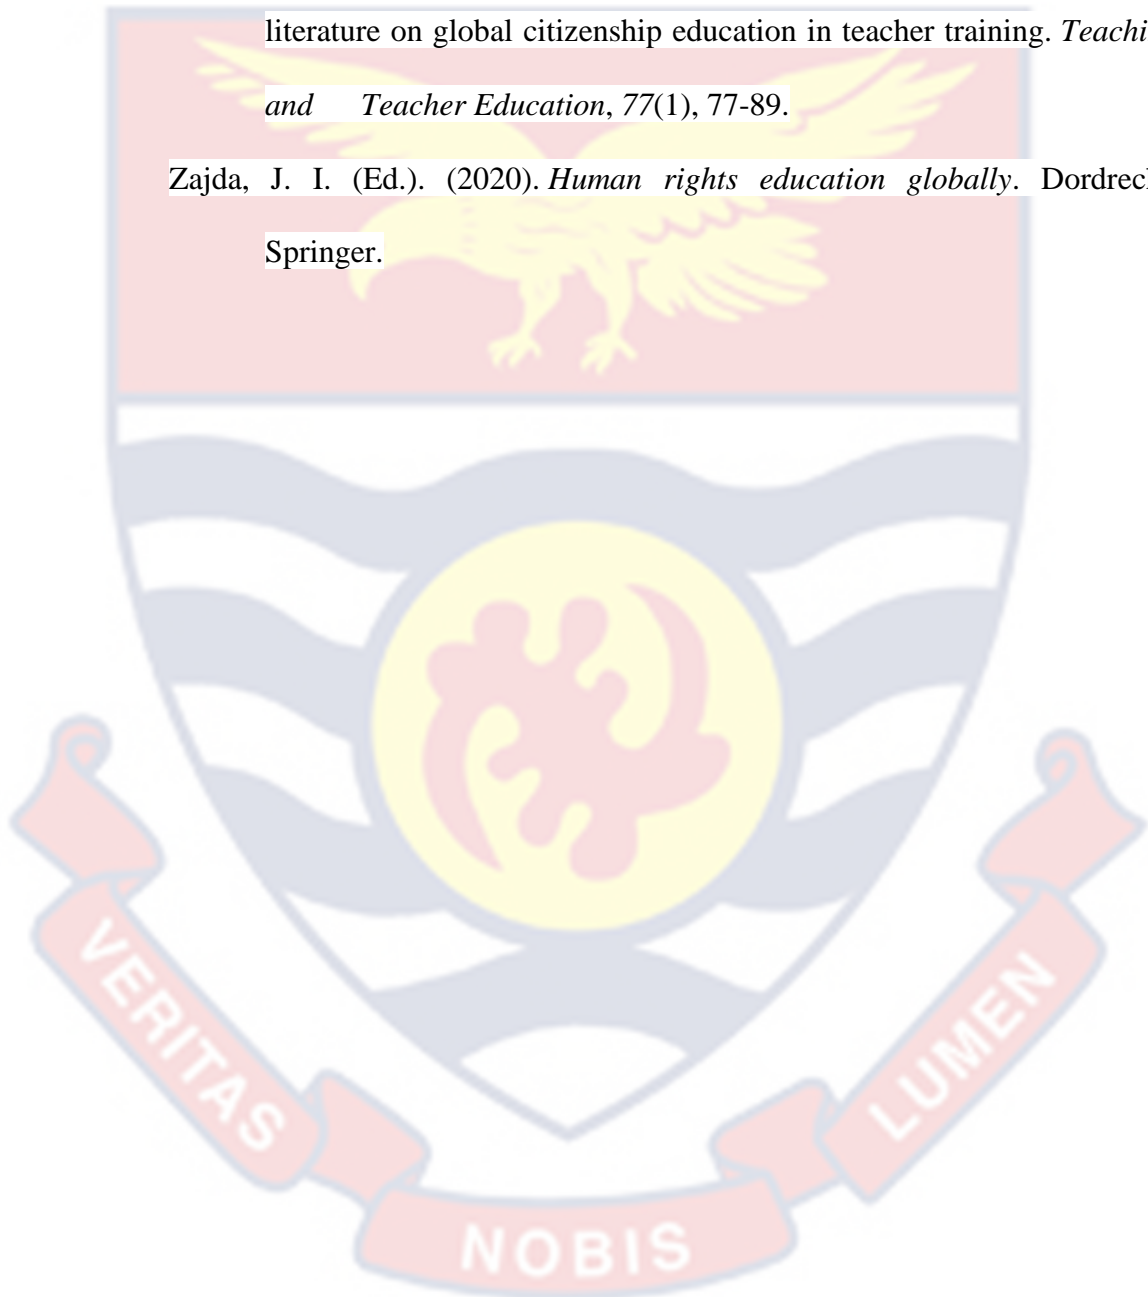 literature on global citizenship education in teacher training. Teachi
and Teacher Education, 77(1), 77-89.
Zajda, J. I. (Ed.). (2020). Human rights education globally. Dordrecl
Springer.
VERITAS
NOBIS
LUMEN